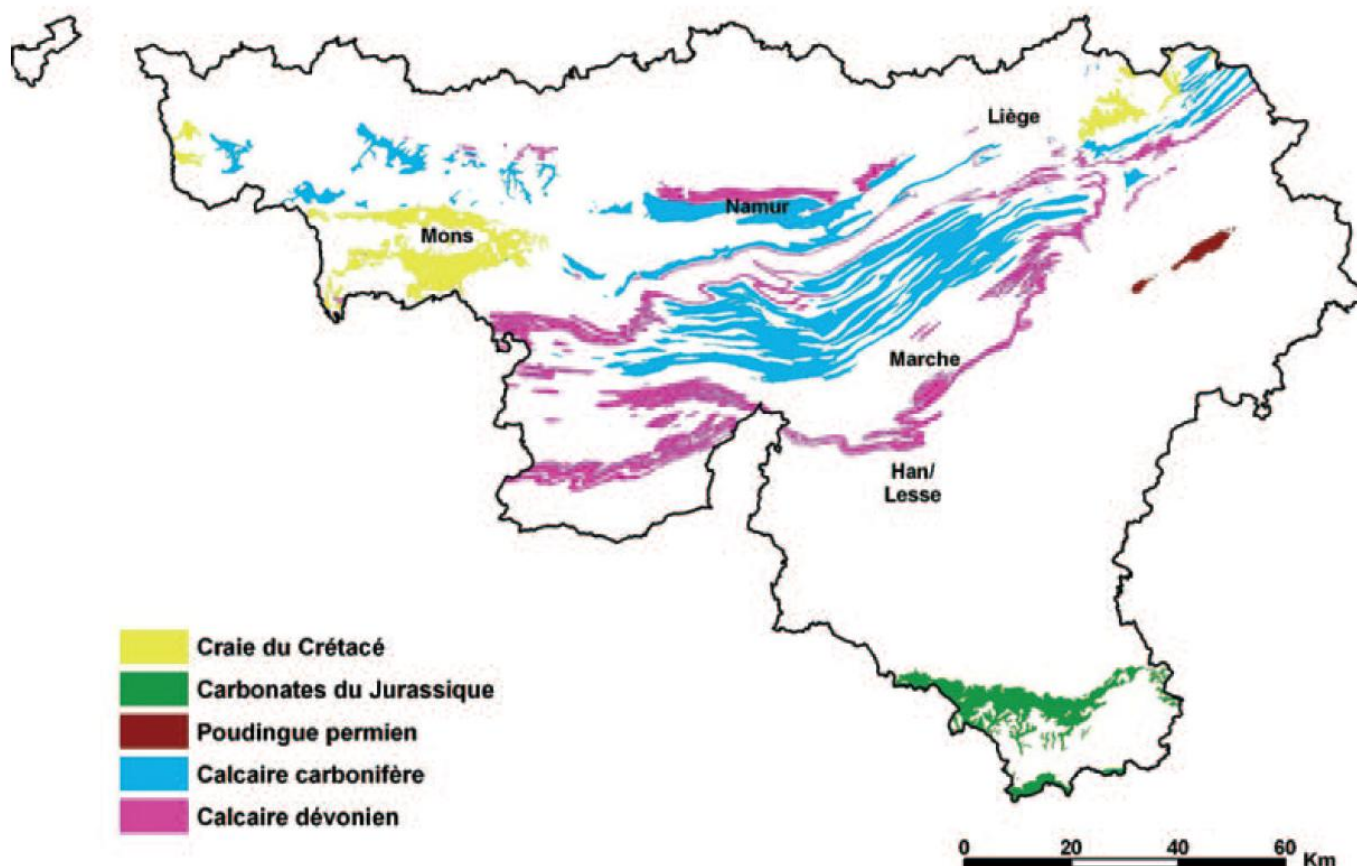 Liège
Namur
Mons
Marche
Han/
Lesse
Craie du Crétacé
Carbonates du Jurassique
Poudingue permien
Calcaire carbonifère
Calcaire dévonien
0 20 40 60
Km